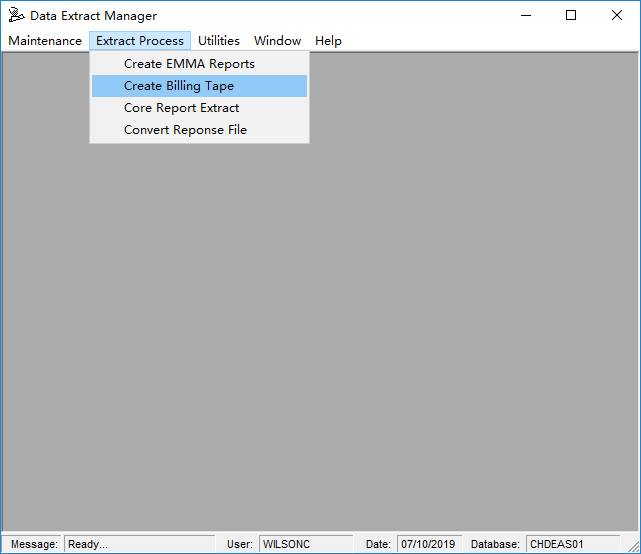 Data Extract Manager
Maintenance Extract Process Utilities Window Help
Create EMMA Reports
Create Billing Tape
Core Report Extract
Convert Reponse File
Message: Ready... User: WILSONC Date: 07/10/2019 Database: CHDEAS01